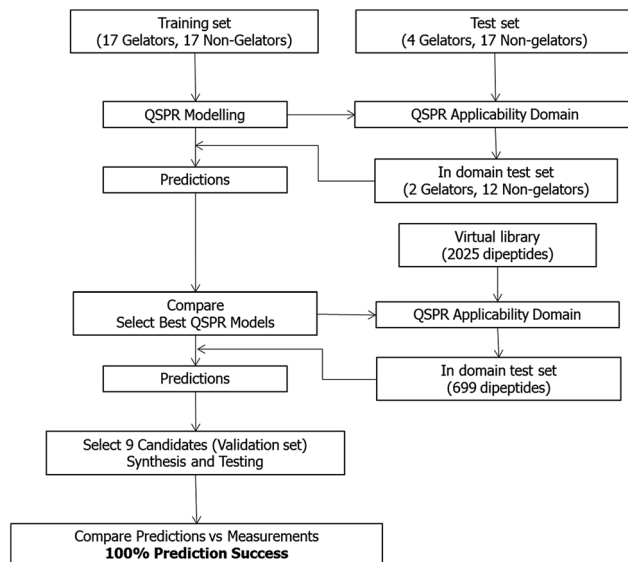 Training set
(17 Gelators, 17 Non-Gelators)
Test set
(4 Gelators, 17 Non-gelators)
QSPR Modelling
QSPR Applicability Domain
Predictions
In domain test set
(2 Gelators, 12 Non-gelators)
Virtual library
(2025 dipeptides)
Compare
Select Best QSPR Models
QSPR Applicability Domain
Predictions
In domain test set
(699 dipeptides)
Select 9 Candidates (Validation set)
Synthesis and Testing
Compare Predictions vs Measurements
100% Prediction Success